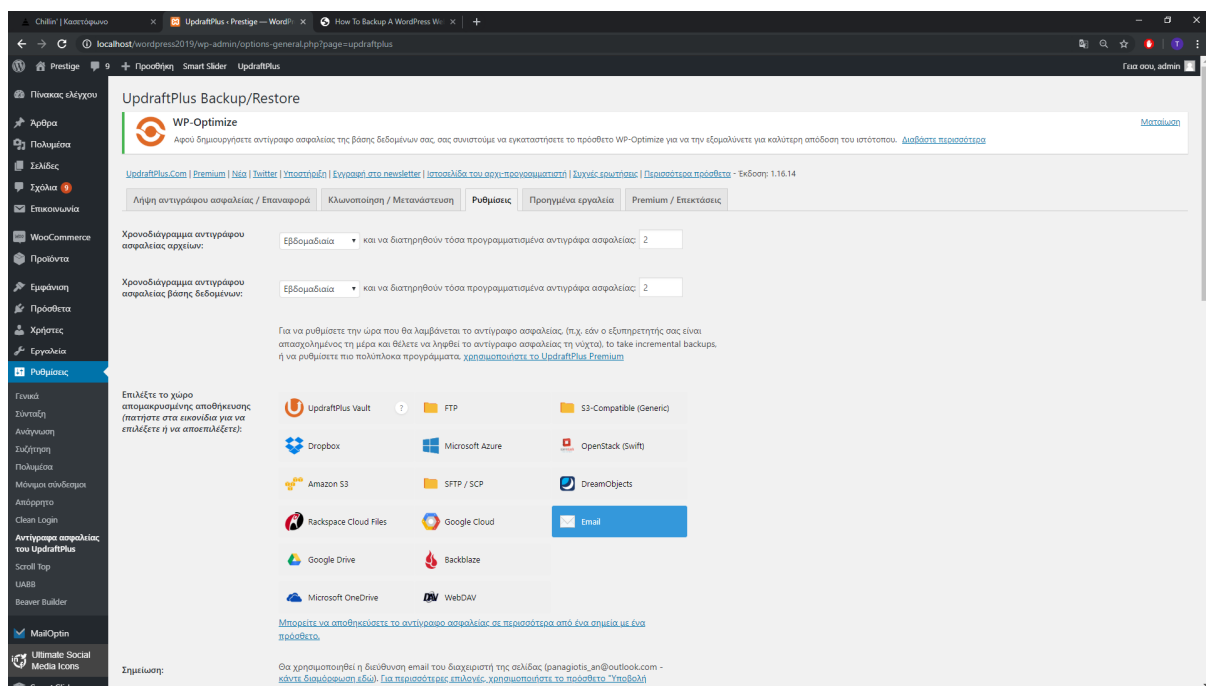 Chillin' | Κασετόφωνο
UpdraftPlus ‹ Prestige — WordPr
How To Backup A WordPress We
localhost/wordpress2019/wp-admin/options-general.php?page=updraftplus
T
Prestige 9 + Προσθήκη Smart Slider UpdraftPlus
Γεια σου, admin
Πίνακας ελέγχου
Άρθρα
Πολυμέσα
Σελίδες
Σχόλια 9
Επικοινωνία
WooCommerce
Προϊόντα
Εμφάνιση
Πρόσθετα
Χρήστες
Εργαλεία
Ρυθμίσεις
Γενικά
Σύνταξη
Ανάγνωση
Συζήτηση
Πολυμέσα
Μόνιμοι σύνδεσμοι
Απόρρητο
Clean Login
Αντίγραφα ασφαλείας
του UpdraftPlus
Scroll Top
UABB
Beaver Builder
MailOptin
Ultimate Social
Media Icons
UpdraftPlus Backup/Restore
WP-Optimize
Ματαίωση
Αφού δημιουργήσετε αντίγραφο ασφαλείας της βάσης δεδομένων σας, σας συνιστούμε να εγκαταστήσετε το πρόσθετο WP-Optimize για να την εξομαλύνετε για καλύτερη απόδοση του ιστότοπου. Διαβάστε περισσότερα
UpdraftPlus.Com | Premium | Νέα | Twitter | Υποστήριξη | Εγγραφή στο newsletter | Ιστοσελίδα του αρχι-προγραμματιστή | Συχνές ερωτήσεις | Περισσότερα πρόσθετα - Έκδοση: 1.16.14
Λήψη αντιγράφου ασφαλείας / Επαναφορά
Κλωνοποίηση / Μετανάστευση
Ρυθμίσεις
Προηγμένα εργαλεία
Premium / Επεκτάσεις
Χρονοδιάγραμμα αντιγράφου
ασφαλείας αρχείων:
Εβδομαδιαία και να διατηρηθούν τόσα προγραμματισμένα αντιγράφα ασφαλείας: 2
Χρονοδιάγραμμα αντιγράφου
ασφαλείας βάσης δεδομένων:
Εβδομαδιαία και να διατηρηθούν τόσα προγραμματισμένα αντιγράφα ασφαλείας: 2
Για να ρυθμίσετε την ώρα που θα λαμβάνεται το αντίγραφο ασφαλείας, (π.χ. εάν ο εξυπηρετητής σας είναι
απασχολημένος τη μέρα και θέλετε να ληφθεί το αντίγραφο ασφαλείας τη νύχτα), to take incremental backups,
ή να ρυθμίσετε πιο πολύπλοκα προγράμματα, χρησιμοποιήστε το UpdraftPlus Premium
Επιλέξτε το χώρο
απομακρυσμένης αποθήκευσης
(πατήστε στα εικονίδια για να
επιλέξετε ή να αποεπιλέξετε):
UpdraftPlus Vault ?
FTP
S3-Compatible (Generic)
Dropbox
Microsoft Azure
OpenStack (Swift)
Amazon S3
SFTP / SCP
DreamObjects
Rackspace Cloud Files
Google Cloud
Email
Google Drive
Backblaze
Microsoft OneDrive
WebDAV
Μπορείτε να αποθηκεύσετε το αντίγραφο ασφαλείας σε περισσότερα από ένα σημεία με ένα
πρόσθετο.
Σημείωση:
Θα χρησιμοποιηθεί η διεύθυνση email του διαχειριστή της σελίδας (panagiotis_an@outlook.com -
κάντε διαμόρφωση εδώ). Για περισσότερες επιλογές, χρησιμοποιήστε το πρόσθετο "Υποβολή